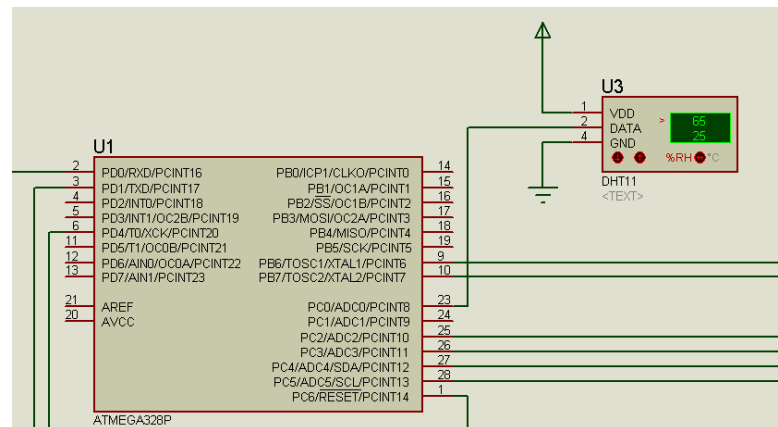 U3
1 VDD
2 DATA
4 GND
>
65
25
%RH °C
DHT11
<TEXT>
U1
2 PD0/RXD/PCINT16 PB0/ICP1/CLKO/PCINT0 14
3 PD1/TXD/PCINT17 PB1/OC1A/PCINT1 15
4 PD2/INT0/PCINT18 PB2/SS/OC1B/PCINT2 16
5 PD3/INT1/OC2B/PCINT19 PB3/MOSI/OC2A/PCINT3 17
6 PD4/T0/XCK/PCINT20 PB4/MISO/PCINT4 18
11 PD5/T1/OC0B/PCINT21 PB5/SCK/PCINT5 19
12 PD6/AIN0/OC0A/PCINT22 PB6/TOSC1/XTAL1/PCINT6 9
13 PD7/AIN1/PCINT23 PB7/TOSC2/XTAL2/PCINT7 10
21 AREF PC0/ADC0/PCINT8 23
20 AVCC PC1/ADC1/PCINT9 24
PC2/ADC2/PCINT10 25
PC3/ADC3/PCINT11 26
PC4/ADC4/SDA/PCINT12 27
PC5/ADC5/SCL/PCINT13 28
PC6/RESET/PCINT14 1
ATMEGA328P